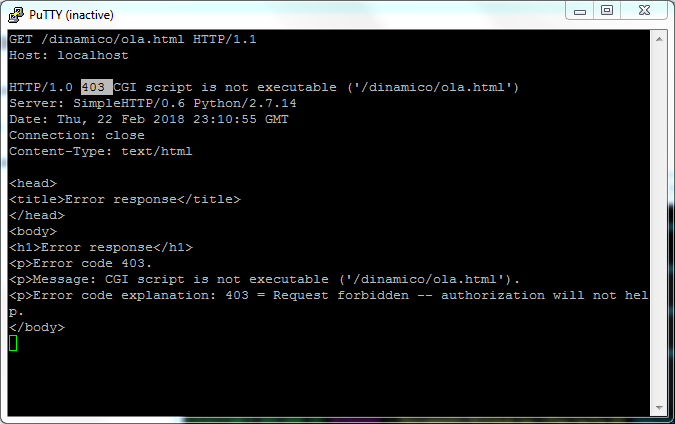 PuTTY (inactive)
GET /dinamico/ola.html HTTP/1.1
Host: localhost
HTTP/1.0 403 CGI script is not executable ('/dinamico/ola.html')
Server: SimpleHTTP/0.6 Python/2.7.14
Date: Thu, 22 Feb 2018 23:10:55 GMT
Connection: close
Content-Type: text/html
<head>
<title>Error response</title>
</head>
<body>
<h1>Error response</h1>
<p>Error code 403.
<p>Message: CGI script is not executable ('/dinamico/ola.html').
<p>Error code explanation: 403 = Request forbidden -- authorization will not hel
p.
</body>